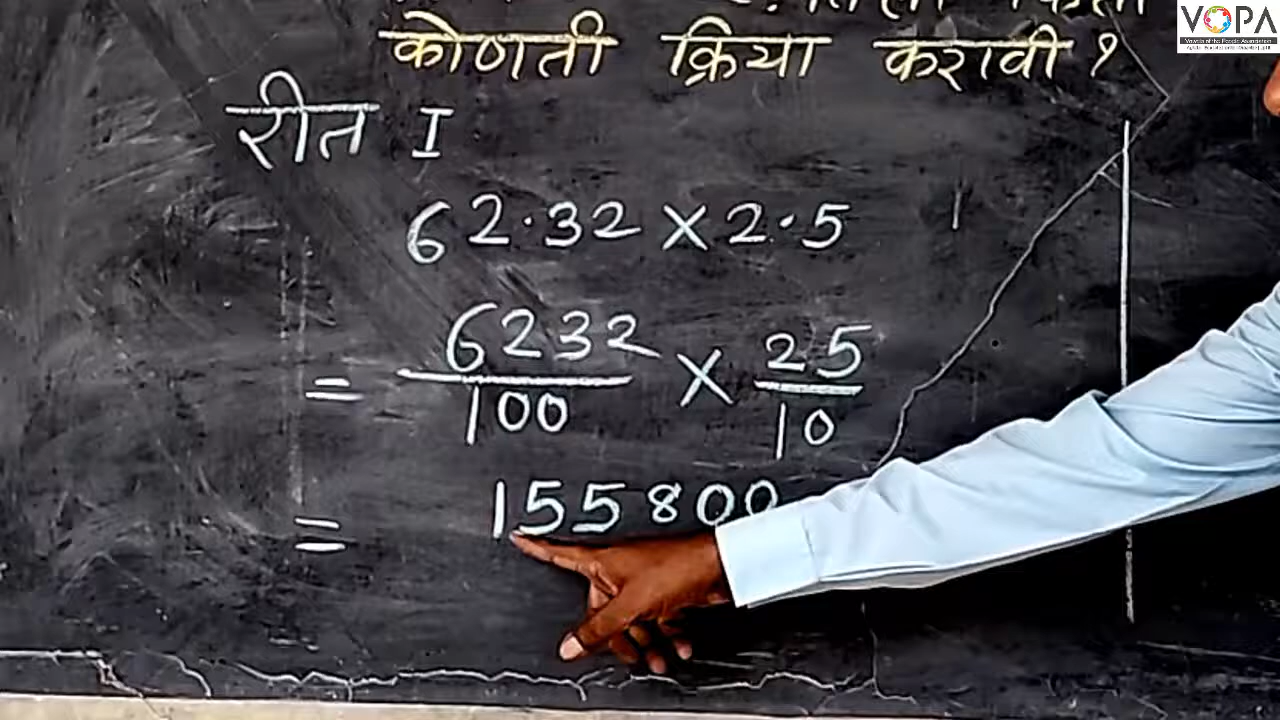 VOPA
कोणती क्रिया करावी ?
रीत I
62.32 × 2.5
= 6232/100 × 25/10
= 155800